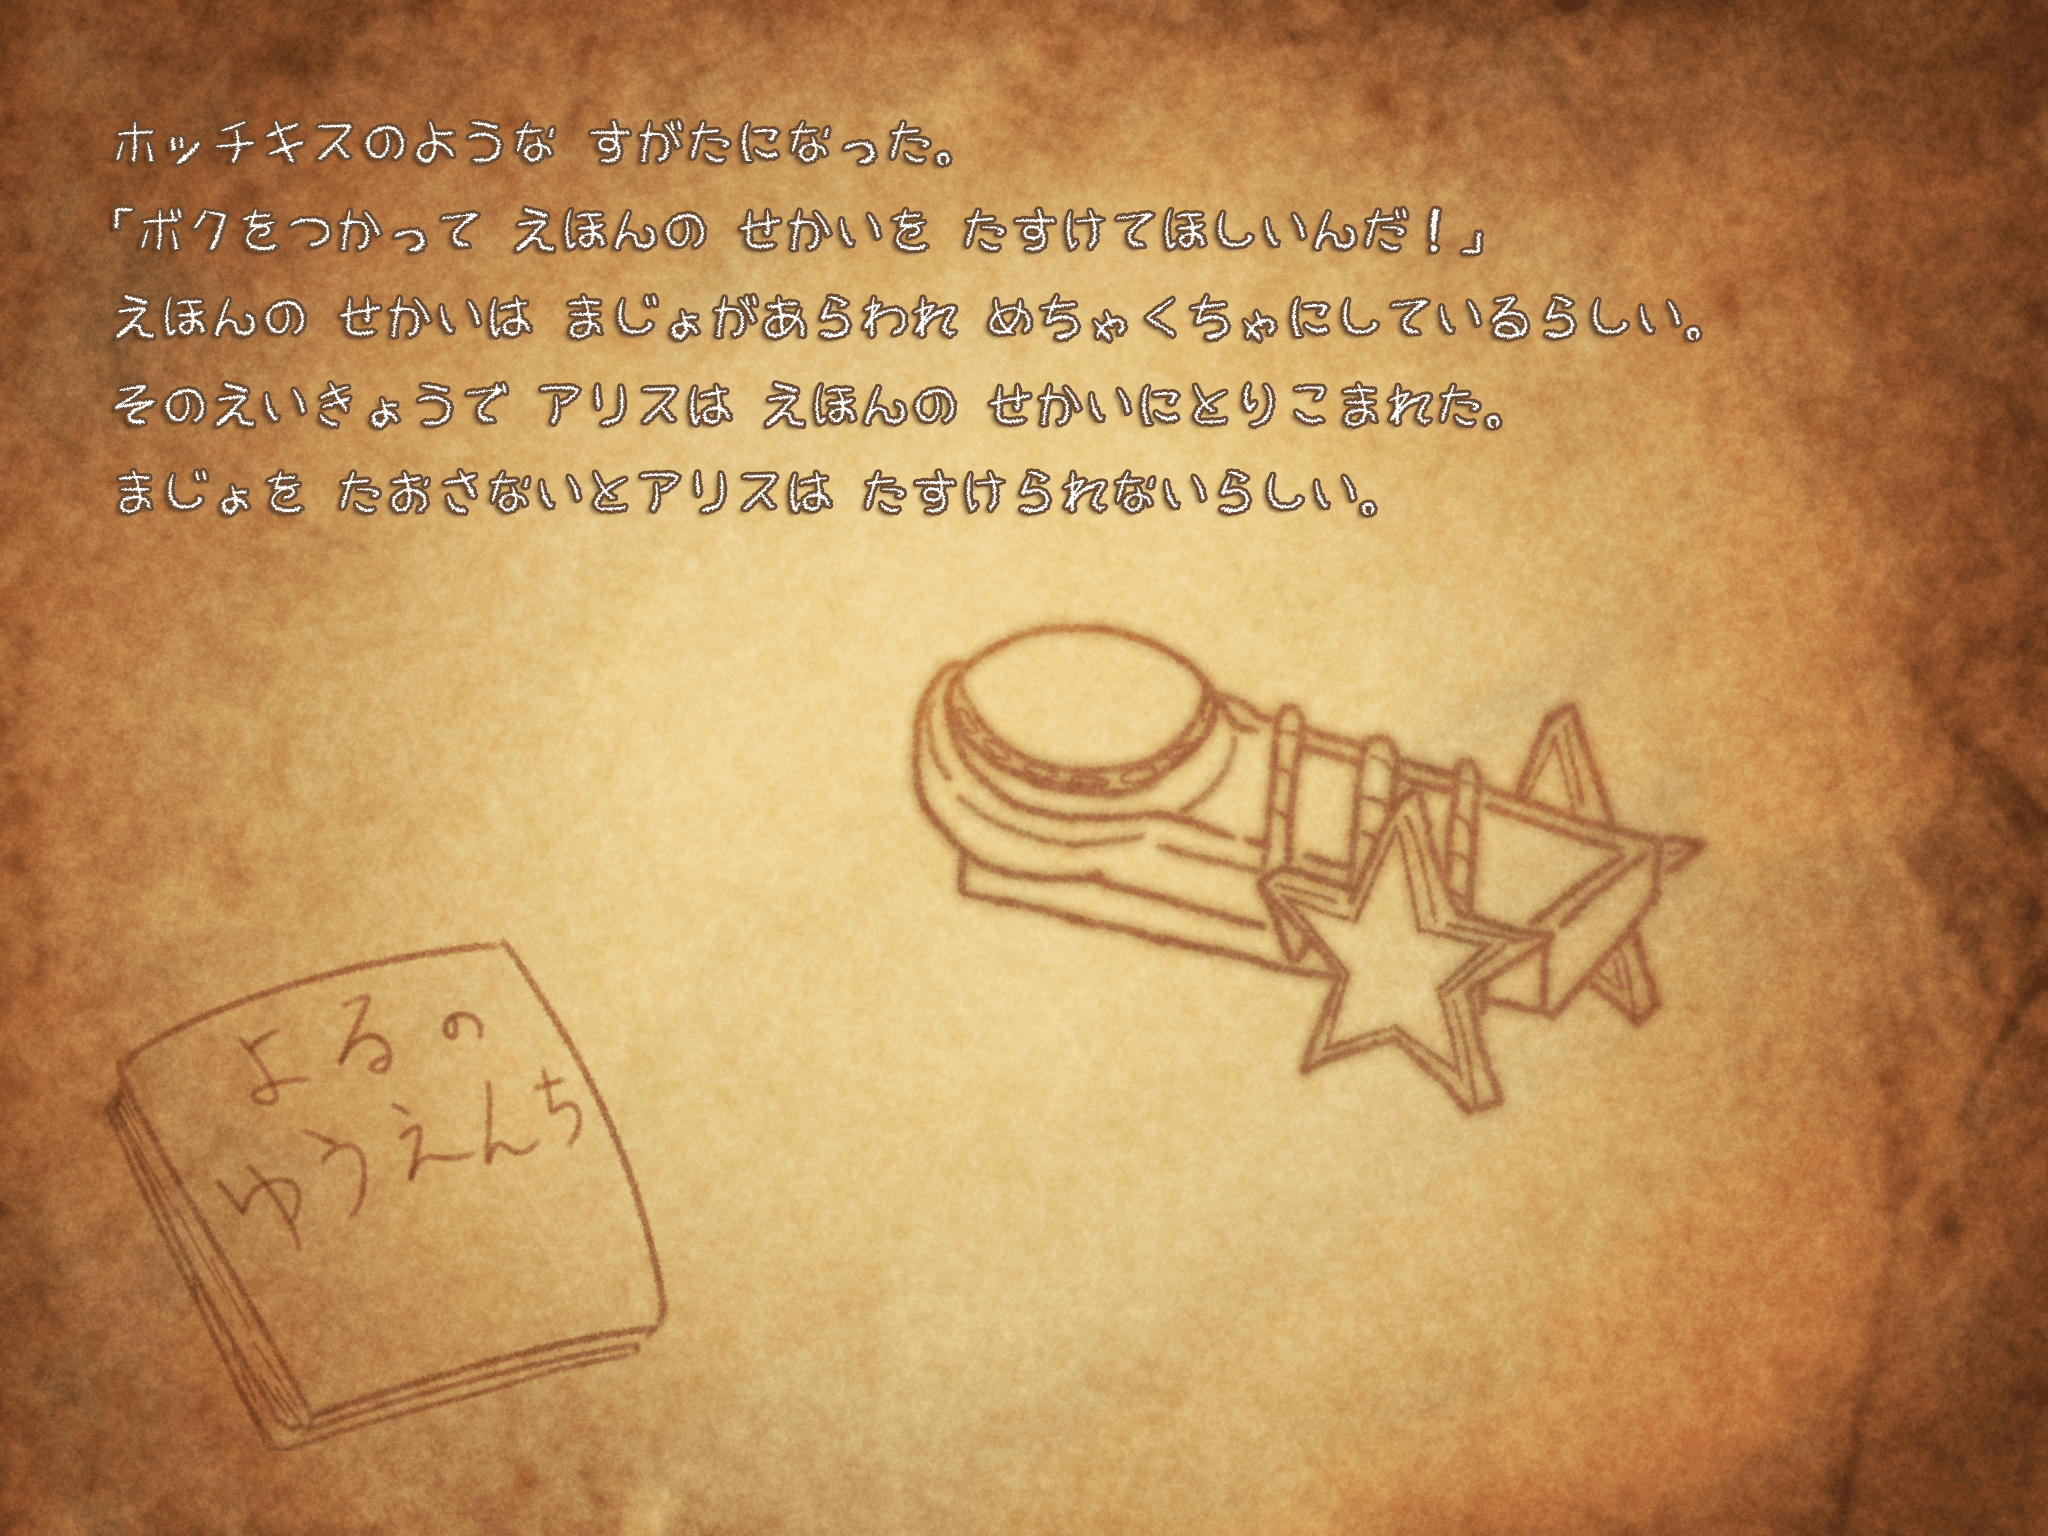 ホッチキスのような すがたになった。
「ボクをつかって えほんの せかいを たすけてほしいんだ！」
えほんの せかいは まじょがあらわれ めちゃくちゃにしているらしい。
そのえいきょうで アリスは えほんの せかいにとりこまれた。
まじょを たおさないとアリスは たすけられないらしい。
よるの
ゆうえんち